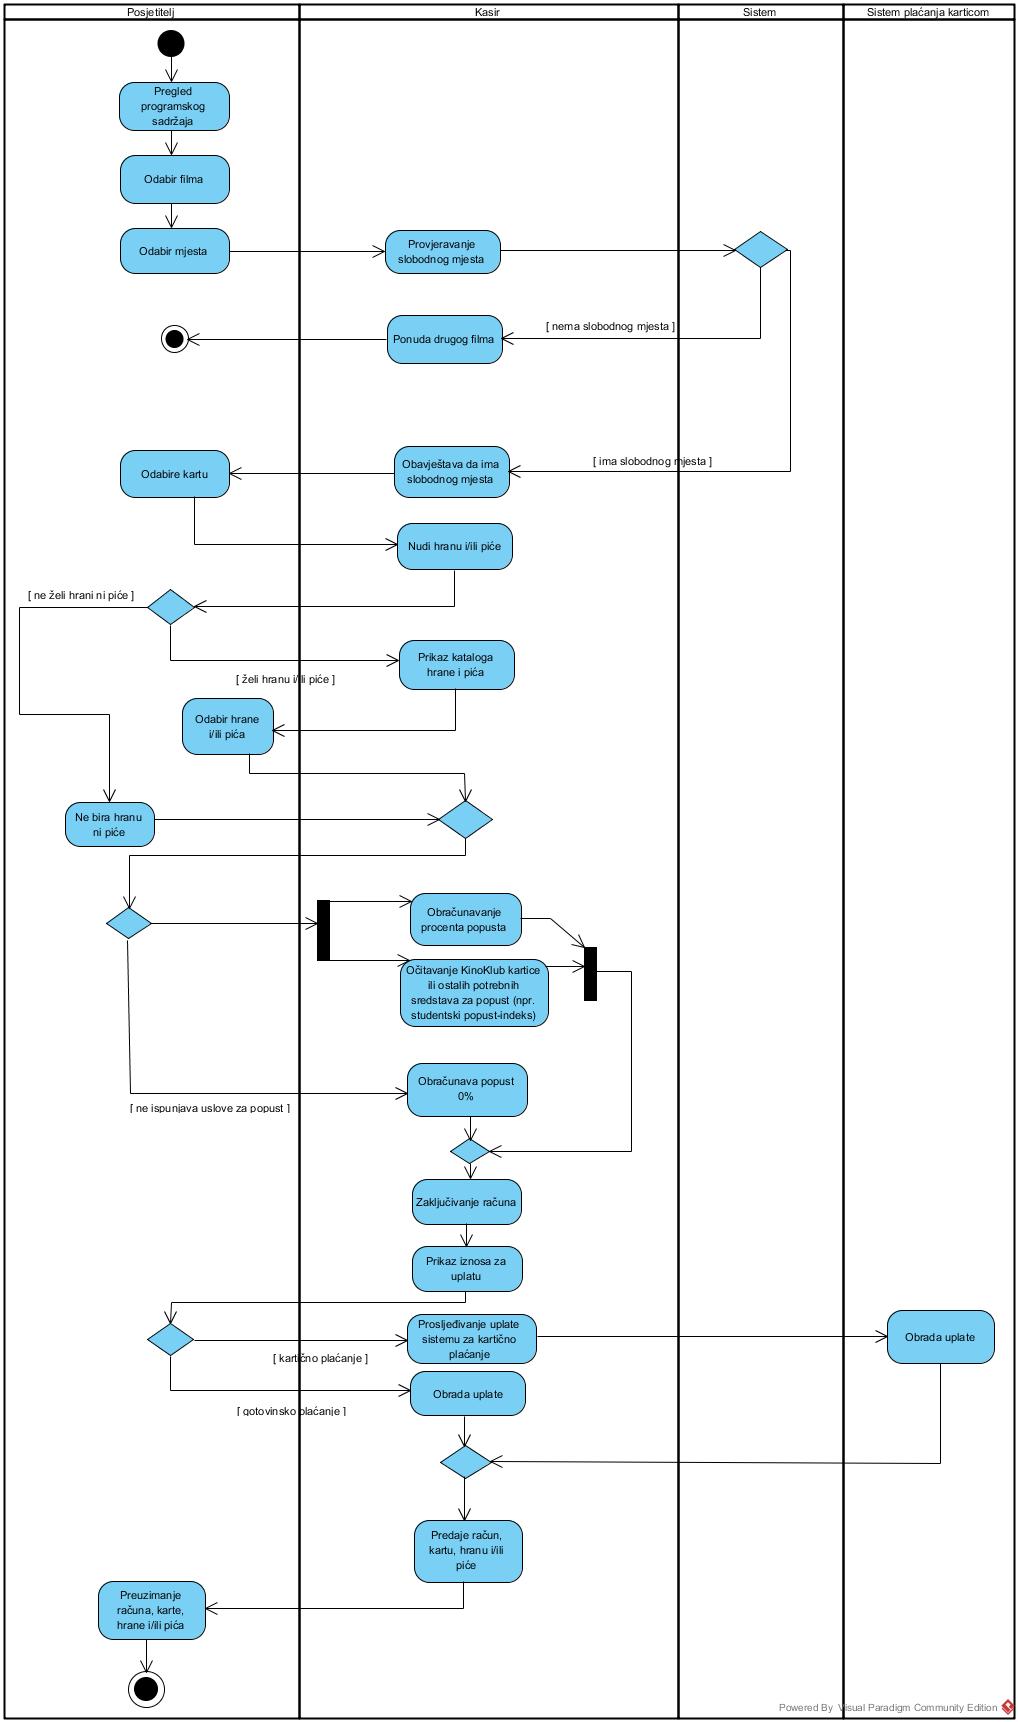 Posjetitelj
Kasir
Sistem
Sistem plaćanja karticom
Pregled
programskog
sadržaja
Odabir filma
Odabir mjesta
Provjeravanje
slobodnog mjesta
[ nema slobodnog mjesta ]
Ponuda drugog filma
[ ima slobodnog mjesta ]
Obavještava da ima
slobodnog mjesta
Odabire kartu
Nudi hranu i/ili piće
[ ne želi hrani ni piće ]
Prikaz kataloga
hrane i pića
[ želi hranu i/ili piće ]
Odabir hrane
i/ili pića
Ne bira hranu
ni piće
Obračunavanje
procenta popusta
Očitavanje KinoKlub kartice
ili ostalih potrebnih
sredstava za popust (npr.
studentski popust-indeks)
Obračunava popust
0%
[ ne ispunjava uslove za popust ]
Zaključivanje računa
Prikaz iznosa za
uplatu
Prosljeđivanje uplate
sistemu za kartično
plaćanje
Obrada uplate
[ kartično plaćanje ]
Obrada uplate
[ gotovinsko plaćanje ]
Predaje račun,
kartu, hranu i/ili
piće
Preuzimanje
računa, karte,
hrane i/ili pića
Powered By Visual Paradigm Community Edition